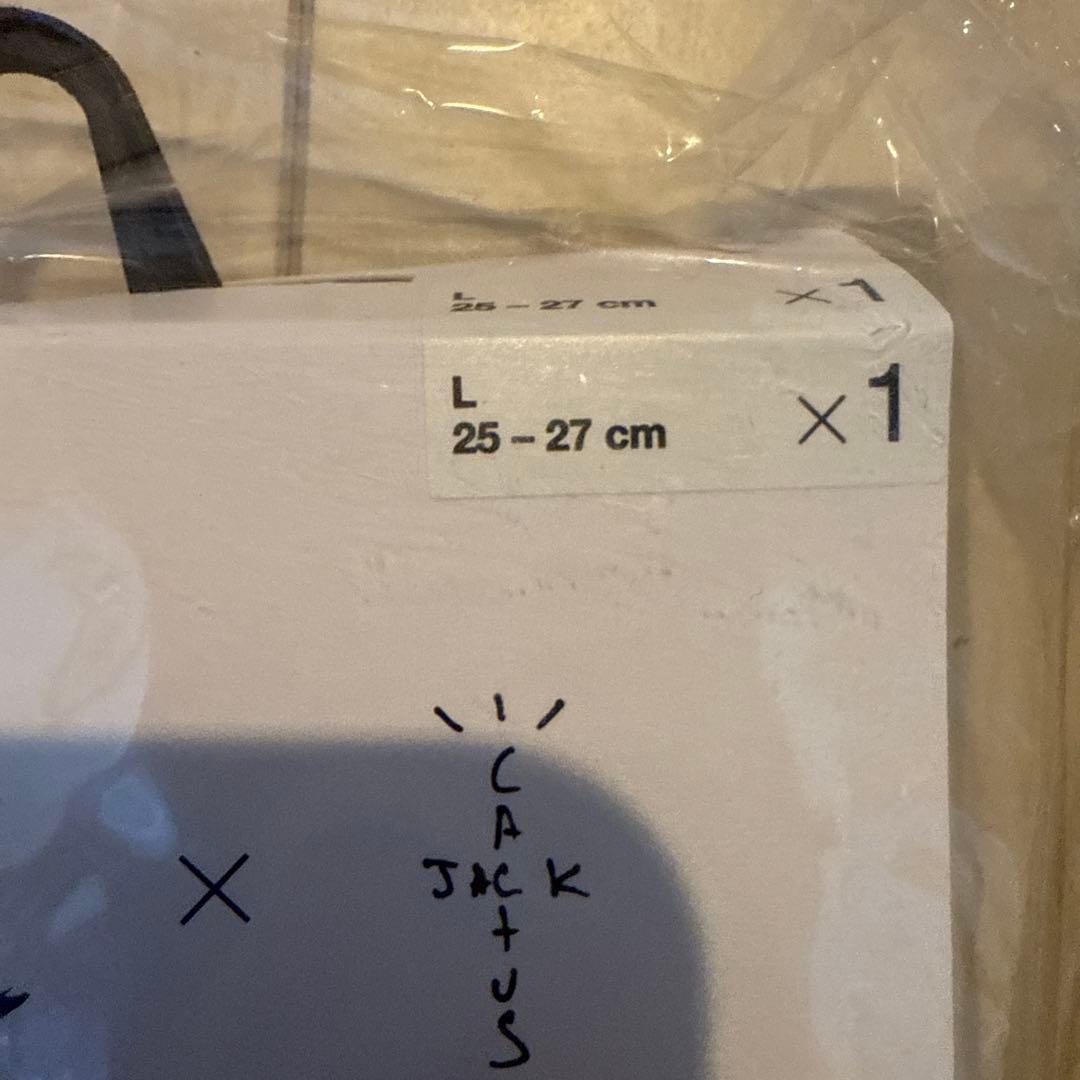 L
25 – 27 cm
×1
L
25 – 27 cm
×1
×
C
A
JACK
T
U
S